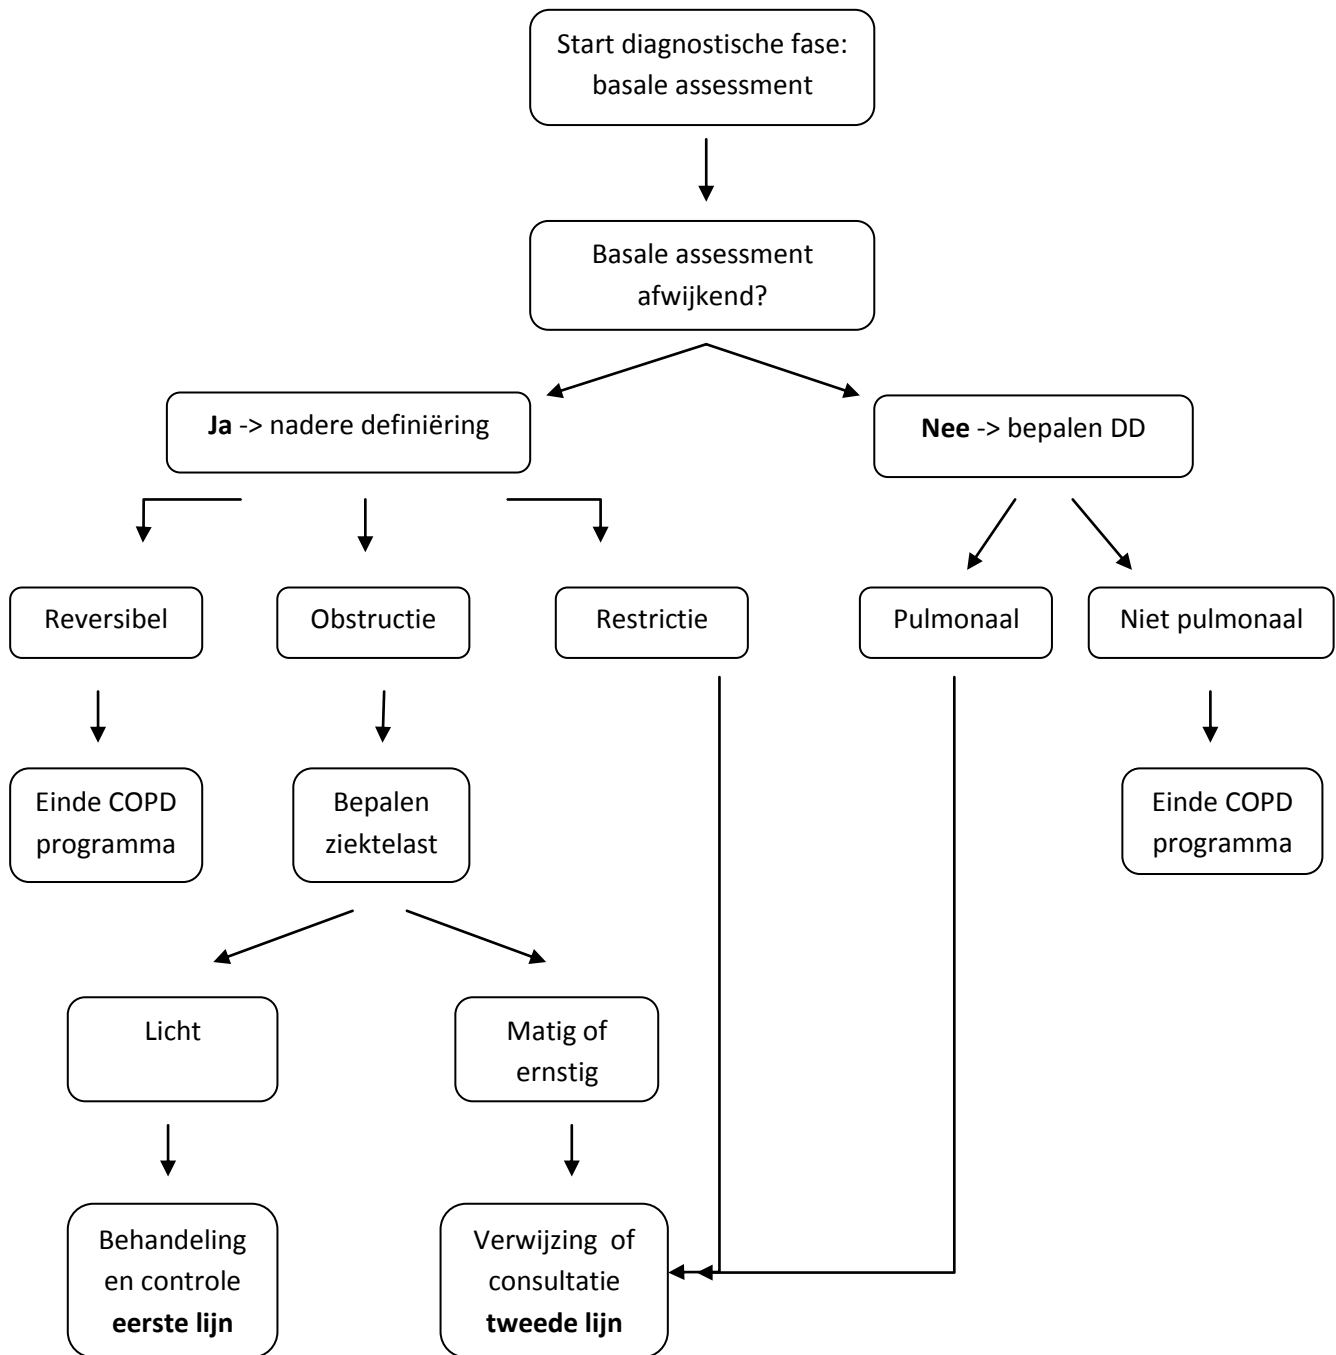 Start diagnostische fase:
basale assessment
Basale assessment
afwijkend?
Ja -> nadere definiëring
Nee -> bepalen DD
Reversibel
Obstructie
Restrictie
Pulmonaal
Niet pulmonaal
Einde COPD
programma
Bepalen
ziektelast
Einde COPD
programma
Licht
Matig of
ernstig
Behandeling
en controle
eerste lijn
Verwijzing of
consultatie
tweede lijn